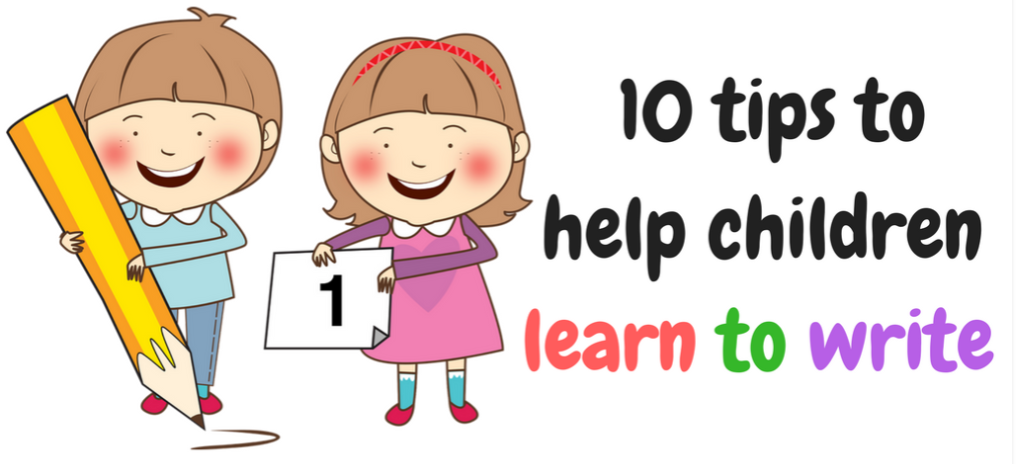 1
10 tips to
help children
learn to write